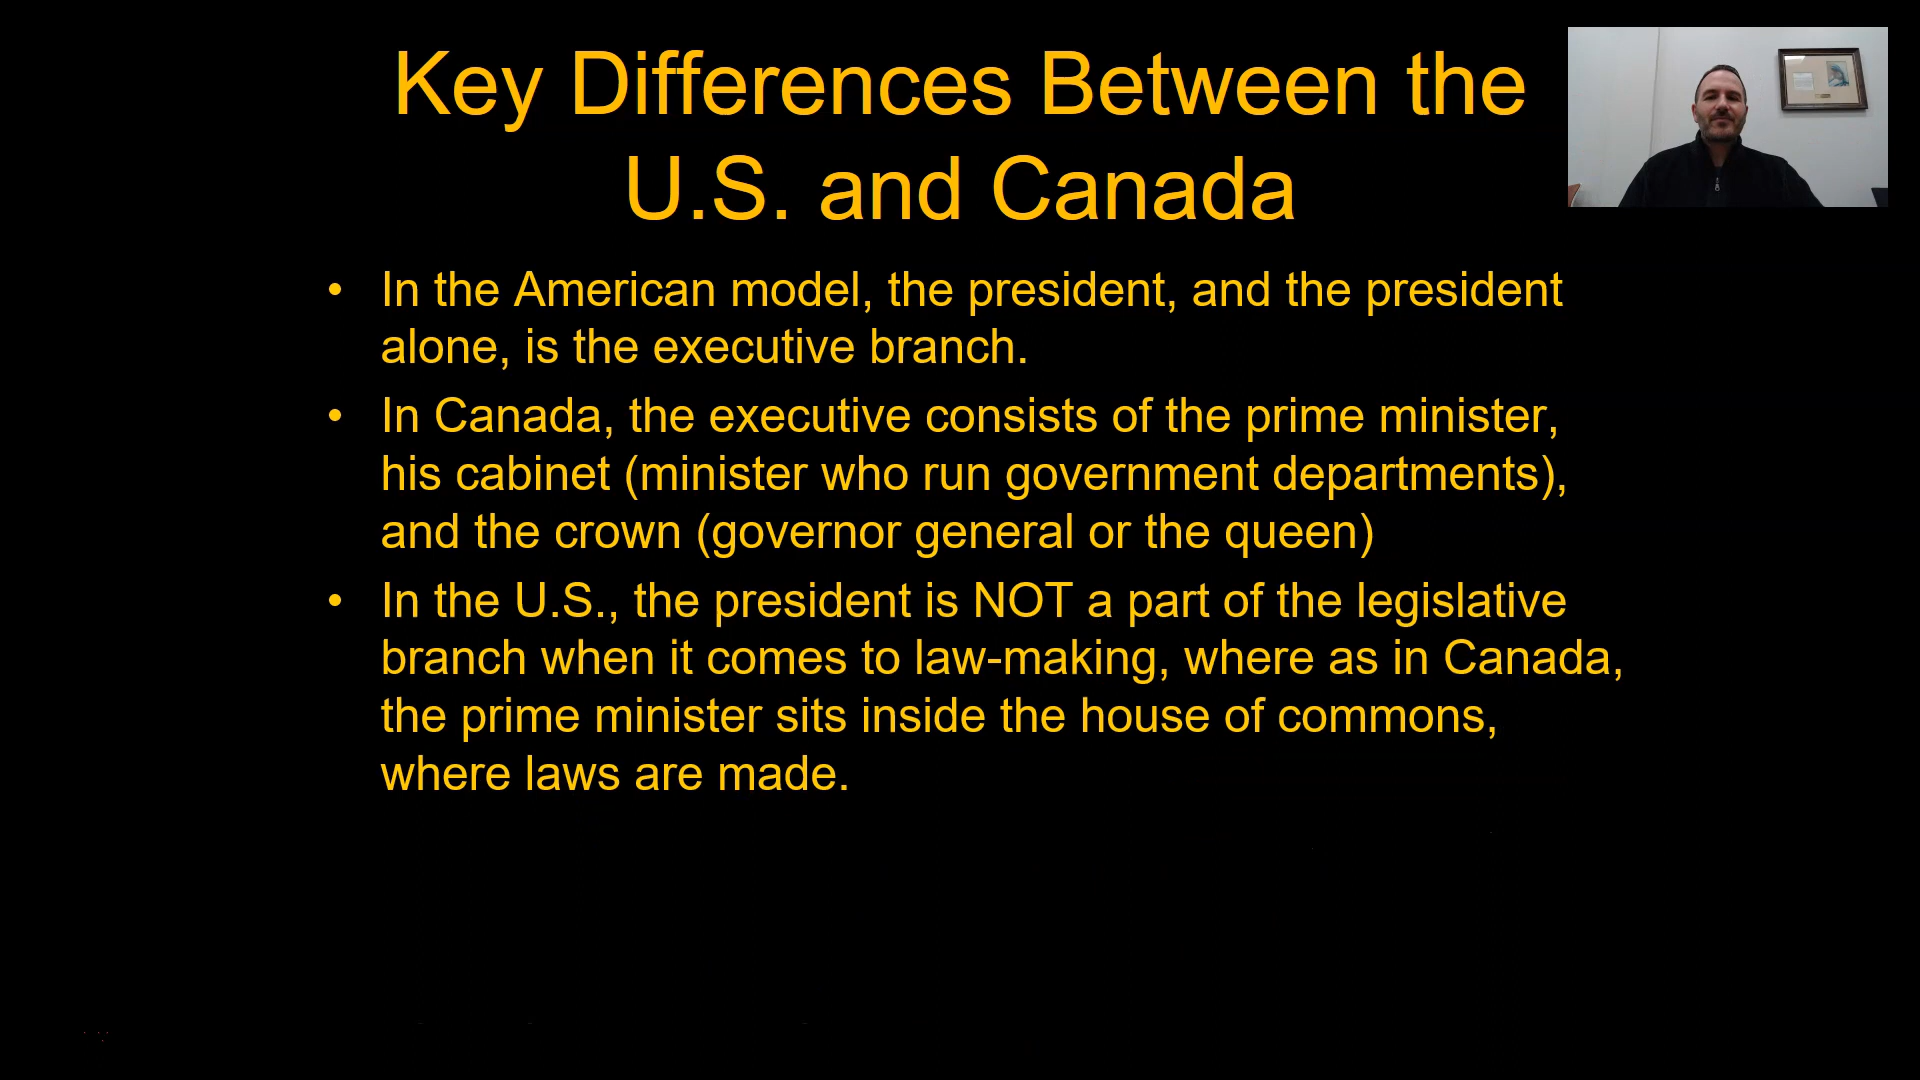 Key Differences Between the
U.S. and Canada
• In the American model, the president, and the president
alone, is the executive branch.
• In Canada, the executive consists of the prime minister,
his cabinet (minister who run government departments),
and the crown (governor general or the queen)
• In the U.S., the president is NOT a part of the legislative
branch when it comes to law-making, where as in Canada,
the prime minister sits inside the house of commons,
where laws are made.